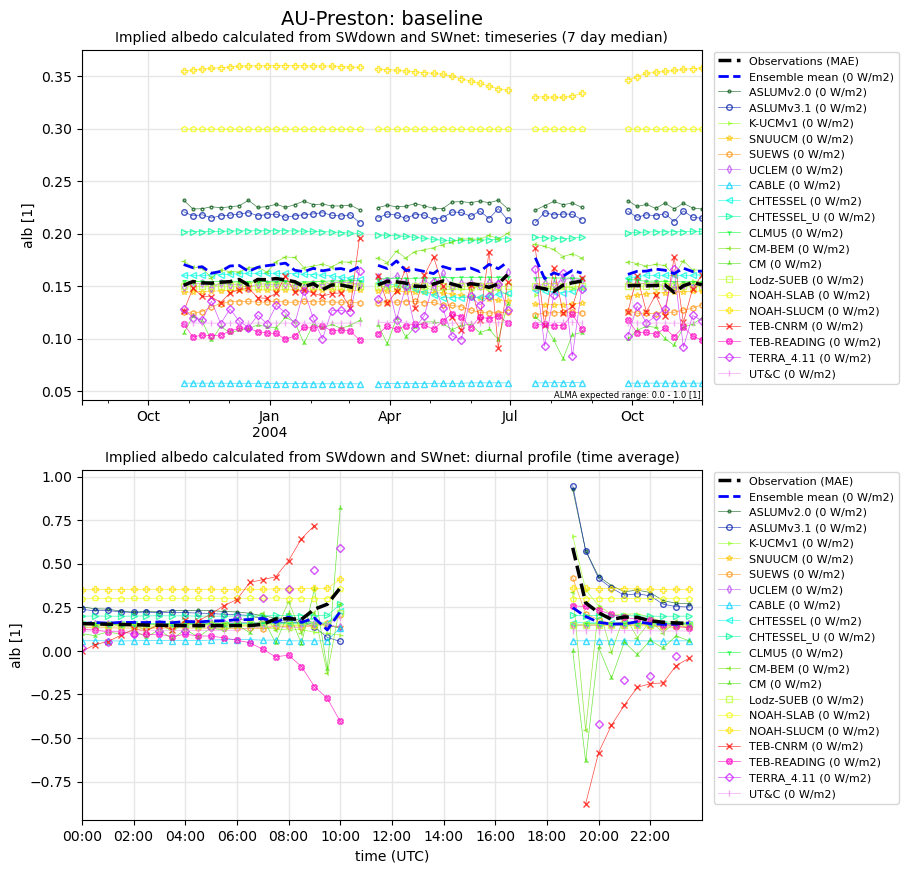 AU-Preston: baseline
Implied albedo calculated from SWdown and SWnet: timeseries (7 day median)
alb [1]
0.35
0.30
0.25
0.20
0.15
0.10
0.05
Oct
Jan
2004
Apr
Jul
Oct
ALMA expected range: 0.0 - 1.0 [1]
Observations (MAE)
Ensemble mean (0 W/m2)
ASLUMv2.0 (0 W/m2)
ASLUMv3.1 (0 W/m2)
K-UCMv1 (0 W/m2)
SNUUCM (0 W/m2)
SUEWS (0 W/m2)
UCLEM (0 W/m2)
CABLE (0 W/m2)
CHTESSEL (0 W/m2)
CHTESSEL_U (0 W/m2)
CLMU5 (0 W/m2)
CM-BEM (0 W/m2)
CM (0 W/m2)
Lodz-SUEB (0 W/m2)
NOAH-SLAB (0 W/m2)
NOAH-SLUCM (0 W/m2)
TEB-CNRM (0 W/m2)
TEB-READING (0 W/m2)
TERRA_4.11 (0 W/m2)
UT&C (0 W/m2)
Implied albedo calculated from SWdown and SWnet: diurnal profile (time average)
alb [1]
1.00
0.75
0.50
0.25
0.00
−0.25
−0.50
−0.75
00:00
02:00
04:00
06:00
08:00
10:00
12:00
14:00
16:00
18:00
20:00
22:00
time (UTC)
Observation (MAE)
Ensemble mean (0 W/m2)
ASLUMv2.0 (0 W/m2)
ASLUMv3.1 (0 W/m2)
K-UCMv1 (0 W/m2)
SNUUCM (0 W/m2)
SUEWS (0 W/m2)
UCLEM (0 W/m2)
CABLE (0 W/m2)
CHTESSEL (0 W/m2)
CHTESSEL_U (0 W/m2)
CLMU5 (0 W/m2)
CM-BEM (0 W/m2)
CM (0 W/m2)
Lodz-SUEB (0 W/m2)
NOAH-SLAB (0 W/m2)
NOAH-SLUCM (0 W/m2)
TEB-CNRM (0 W/m2)
TEB-READING (0 W/m2)
TERRA_4.11 (0 W/m2)
UT&C (0 W/m2)